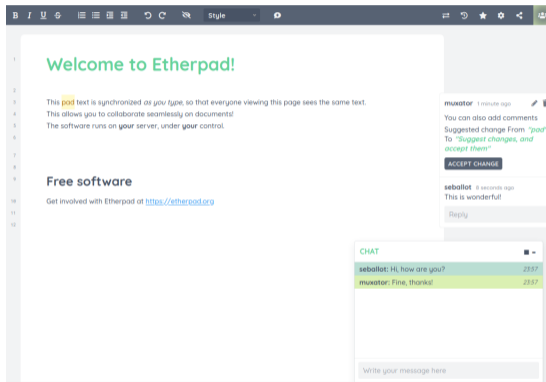 B I U S
Style
1
Welcome to Etherpad!
2
3
This pad text is synchronized as you type, so that everyone viewing this page sees the same text.
4
This allows you to collaborate seamlessly on documents!
5
The software runs on your server, under your control.
6
7
8
9
Free software
10
Get involved with Etherpad at https://etherpad.org
11
12
muxator 1 minute ago
You can also add comments
Suggested change From "pad"
To "Suggest changes, and
accept them"
ACCEPT CHANGE
seballot 8 seconds ago
This is wonderful!
Reply
CHAT
seballot: Hi, how are you? 23:57
muxator: Fine, thanks! 23:57
Write your message here